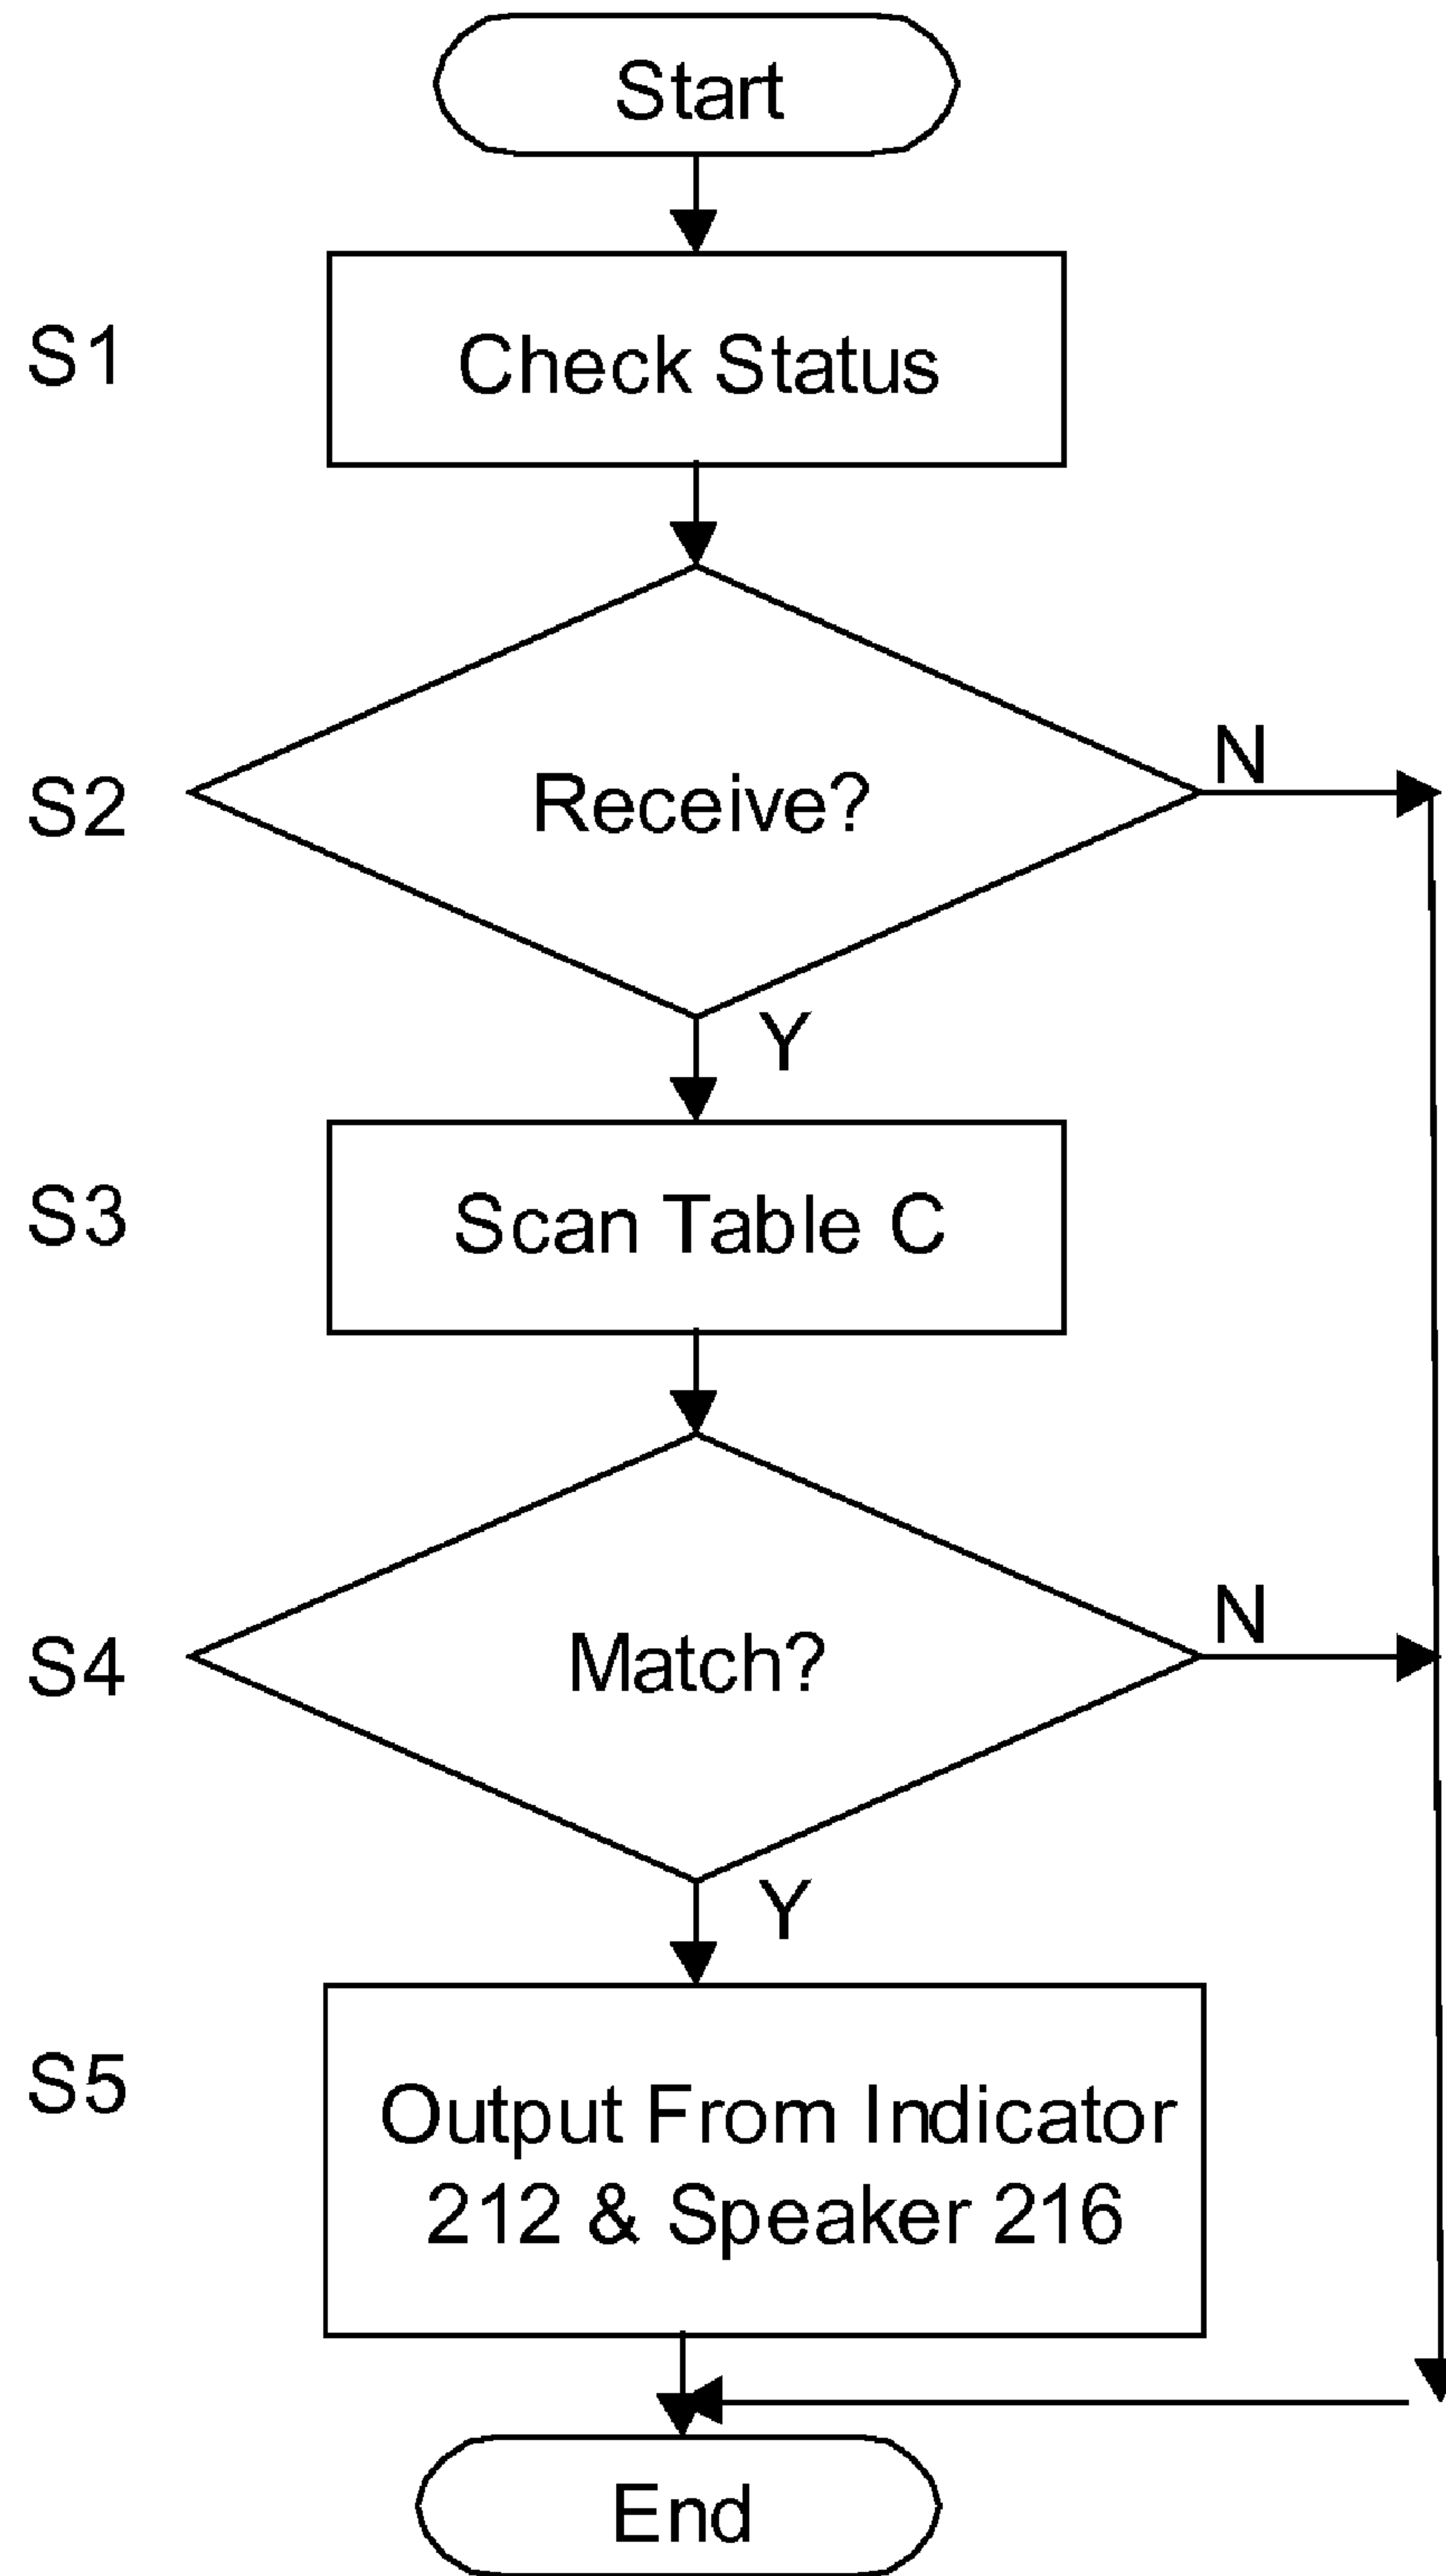 Start
S1
Check Status
S2
Receive?
N
Y
S3
Scan Table C
S4
Match?
N
Y
S5
Output From Indicator
212 & Speaker 216
End